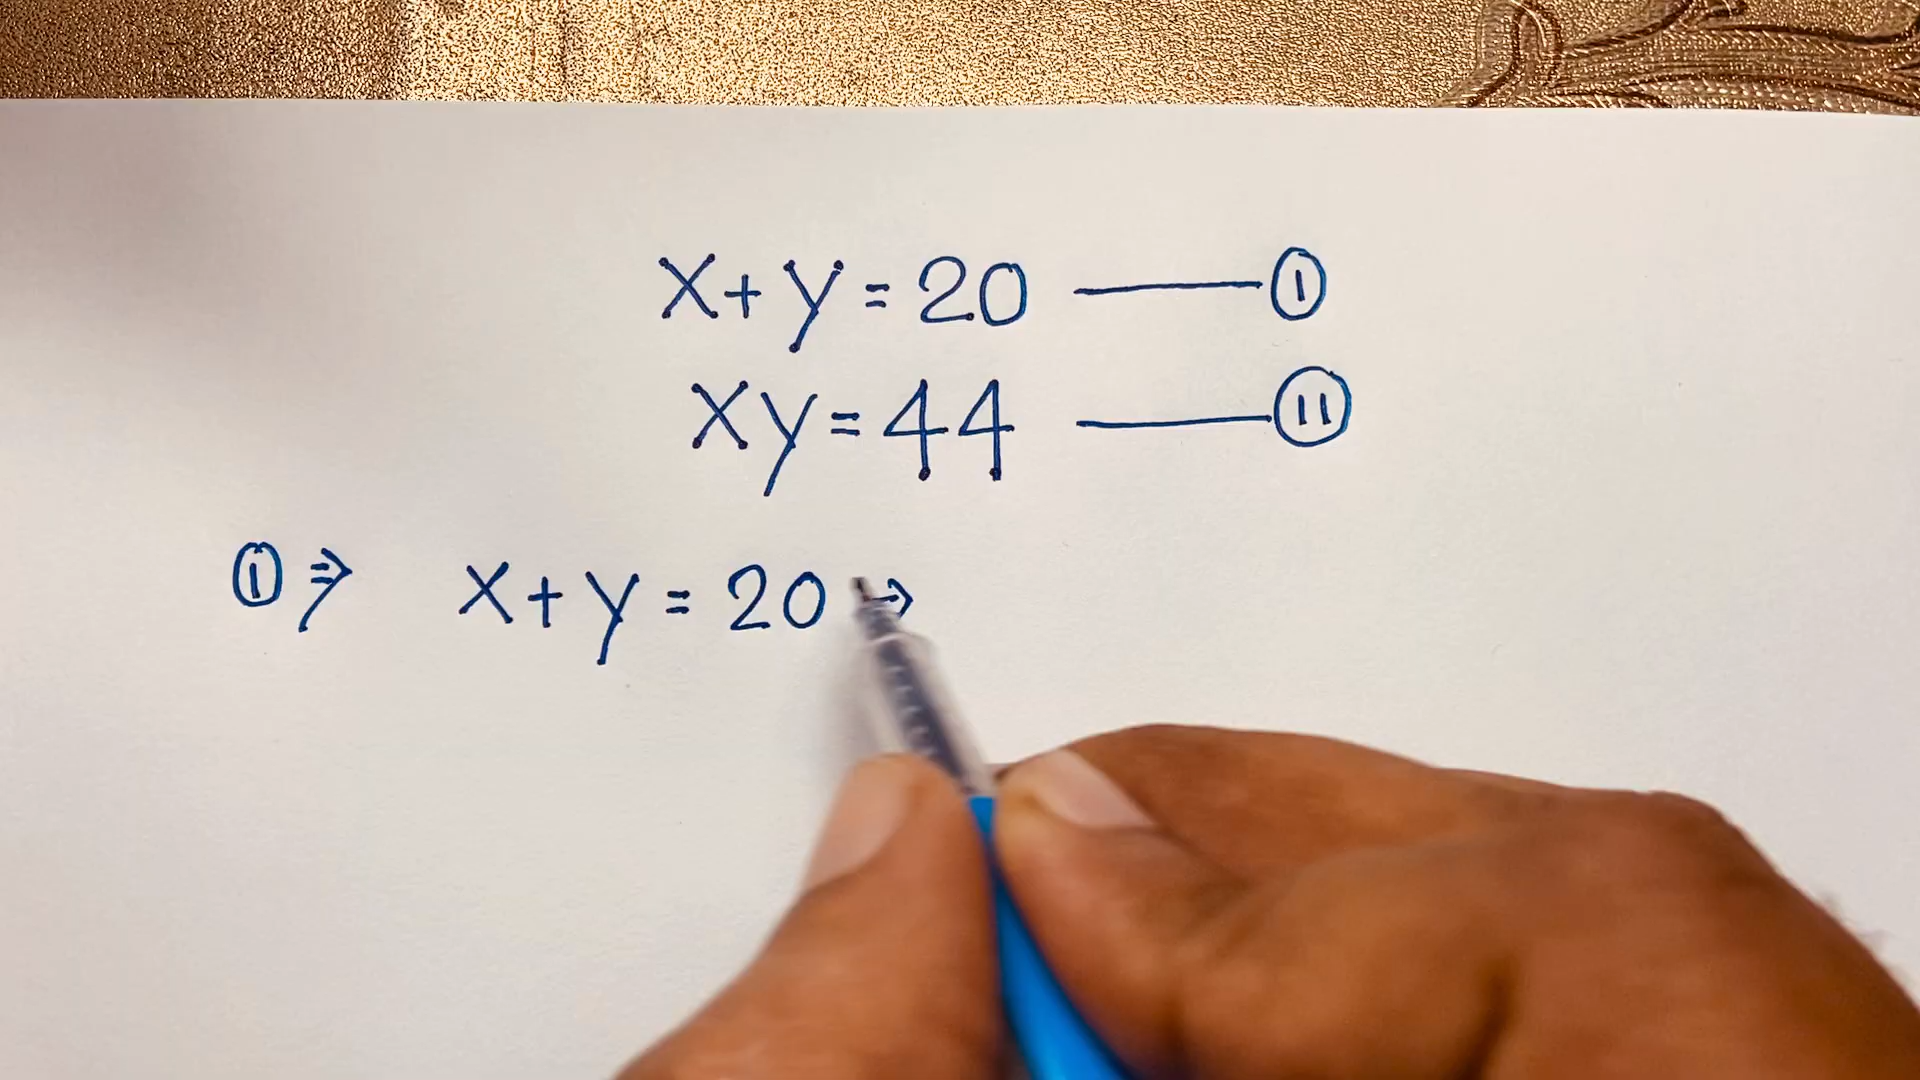 X+y=20 —— ①
Xy=44 —— ⑪
① ⇒ X+y = 20 →